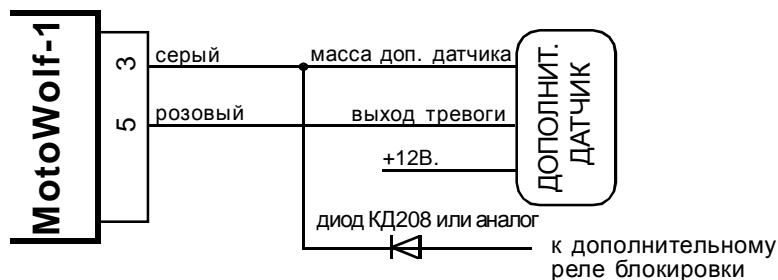 MotoWolf-1
3
серый
масса доп. датчика
5
розовый
выход тревоги
+12В.
ДОПОЛНИТ.
ДАТЧИК
диод КД208 или аналог
к дополнительному
реле блокировки